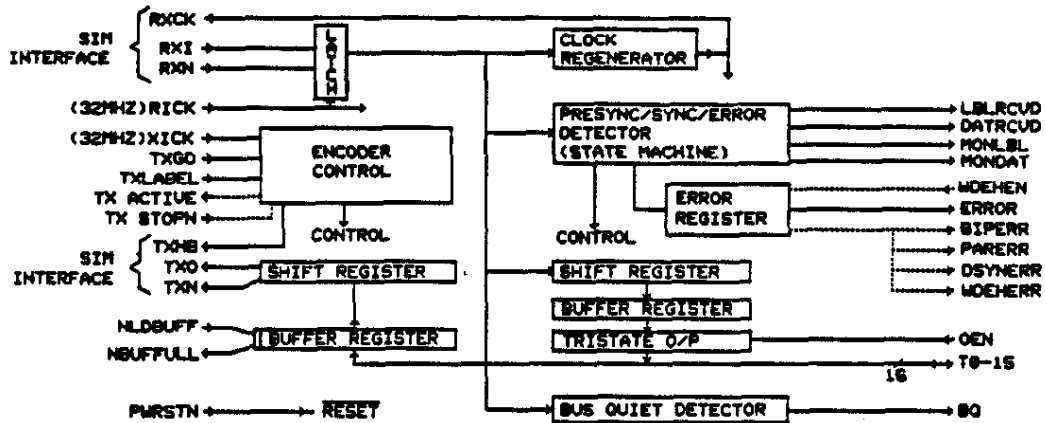 RXCK
SIM INTERFACE
RXI
RXN
LATCH
CLOCK REGENERATOR
(32MHZ)RICK
(32MHZ)XICK
TXGO
TXLABEL
TX ACTIVE
TX STOPN
ENCODER CONTROL
CONTROL
PRESYNC/SYNC/ERROR
DETECTOR
(STATE MACHINE)
LBLRCVD
DATRCVD
MONLBL
MONDAT
ERROR REGISTER
CONTROL
WDEHEN
ERROR
BIPERR
PARERR
DSYNERR
WDEHERR
SIM INTERFACE
TXHB
TXO
TXN
SHIFT REGISTER
SHIFT REGISTER
BUFFER REGISTER
NLDBUFF
NBUFFULL
BUFFER REGISTER
TRISTATE O/P
OEN
T0-15
16
PWRSTN
RESET
BUS QUIET DETECTOR
BQ